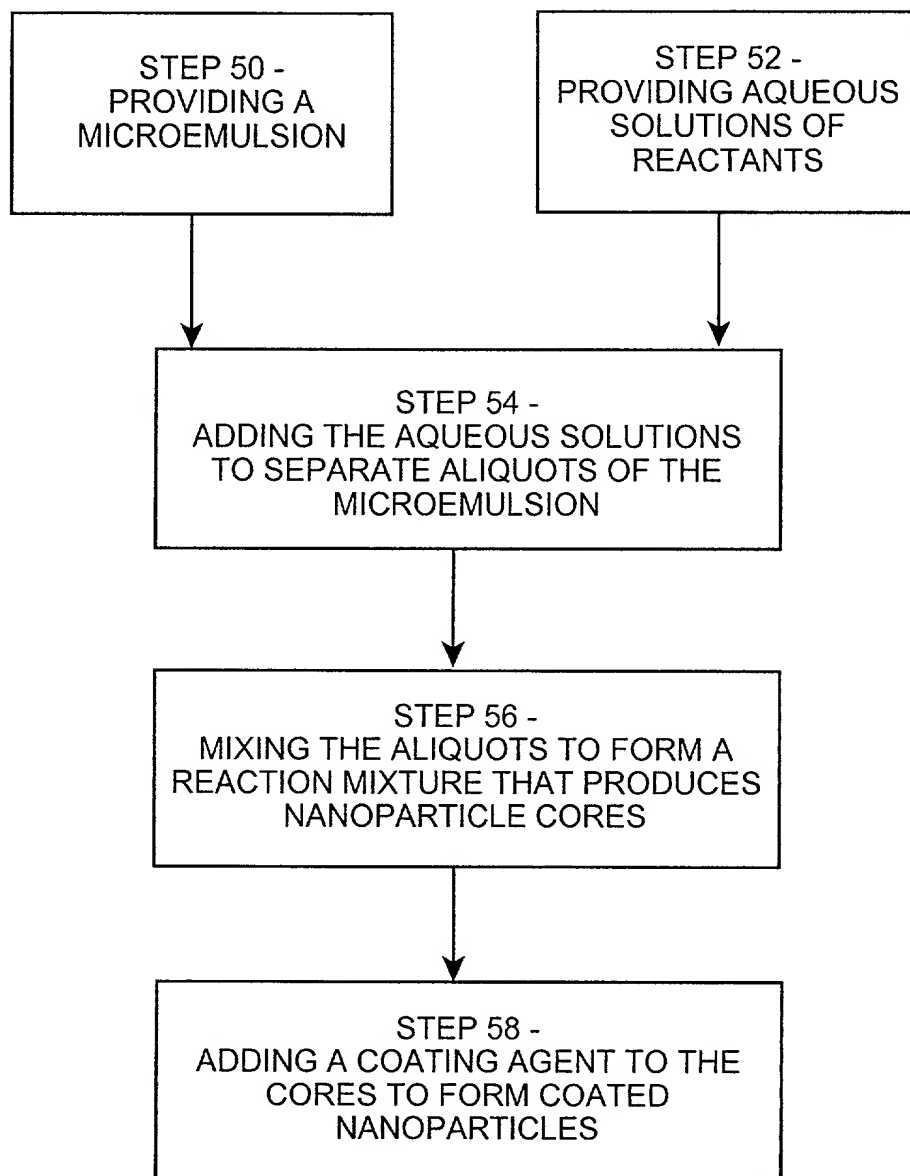 STEP 50 -
PROVIDING A
MICROEMULSION
STEP 52 -
PROVIDING AQUEOUS
SOLUTIONS OF
REACTANTS
STEP 54 -
ADDING THE AQUEOUS SOLUTIONS
TO SEPARATE ALIQUOTS OF THE
MICROEMULSION
STEP 56 -
MIXING THE ALIQUOTS TO FORM A
REACTION MIXTURE THAT PRODUCES
NANOPARTICLE CORES
STEP 58 -
ADDING A COATING AGENT TO THE
CORES TO FORM COATED
NANOPARTICLES